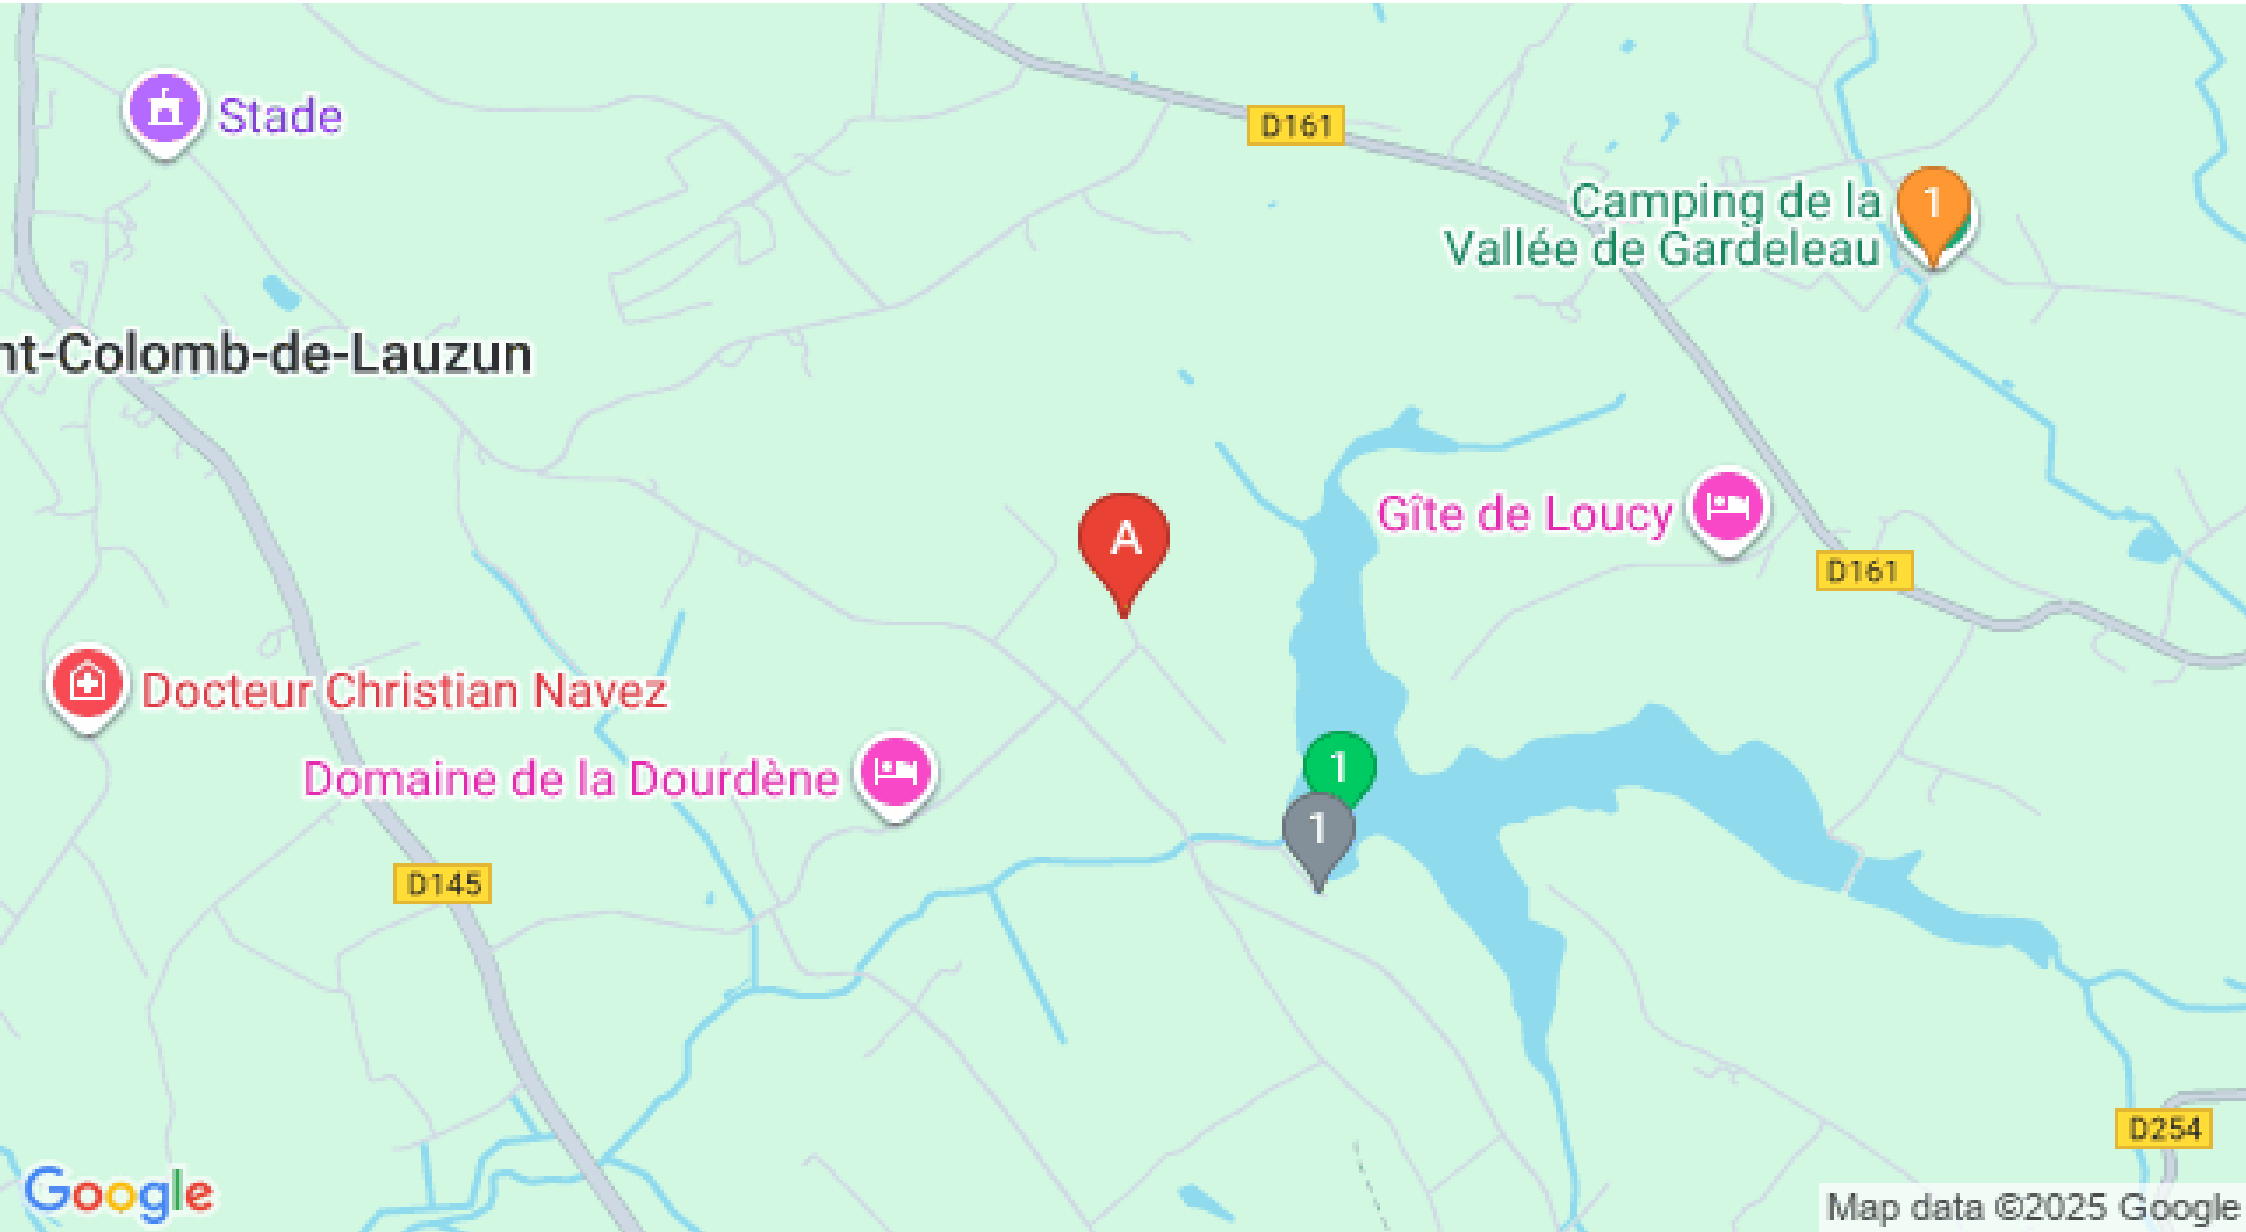 Stade
D161
Camping de la
Vallée de Gardeleau
1
nt-Colomb-de-Lauzun
A
Gîte de Loucy
D161
Docteur Christian Navez
Domaine de la Dourdène
1
1
D145
D254
Google
Map data ©2025 Google